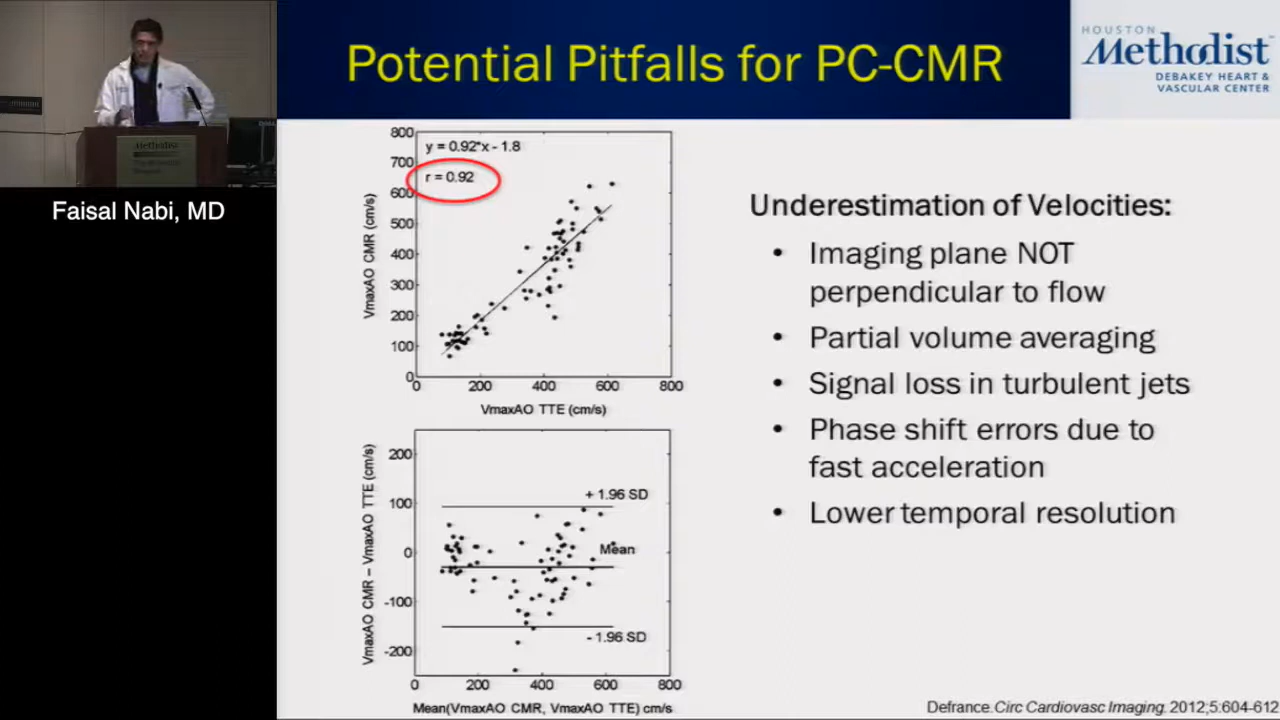 Potential Pitfalls for PC-CMR
HOUSTON
Methodist
DEBAKEY HEART &
VASCULAR CENTER
Methodist
Faisal Nabi, MD
800
700
600
500
400
300
200
100
0
y = 0.92*x - 1.8
r = 0.92
VmaxAO CMR (cm/s)
0 200 400 600 800
VmaxAO TTE (cm/s)
200
100
0
-100
-200
VmaxAO CMR – VmaxAO TTE (cm/s)
+ 1.96 SD
Mean
- 1.96 SD
0 200 400 600 800
Mean(VmaxAO CMR, VmaxAO TTE) cm/s
Underestimation of Velocities:
• Imaging plane NOT
perpendicular to flow
• Partial volume averaging
• Signal loss in turbulent jets
• Phase shift errors due to
fast acceleration
• Lower temporal resolution
Defrance. Circ Cardiovasc Imaging. 2012;5:604-612